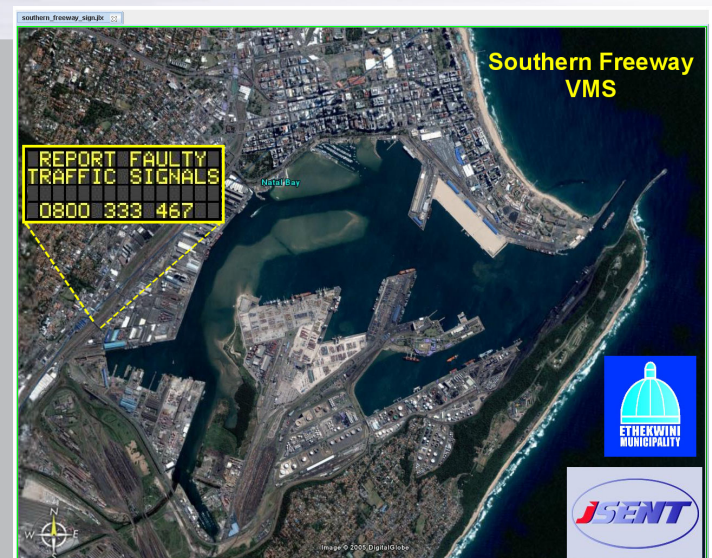 southern_freeway_sign.jlx
Southern Freeway
VMS
REPORT FAULTY
TRAFFIC SIGNALS
0800 333 467
Natal Bay
ETHEKWINI
MUNICIPALITY
JSENT
N
W E
Image © 2005 DigitalGlobe